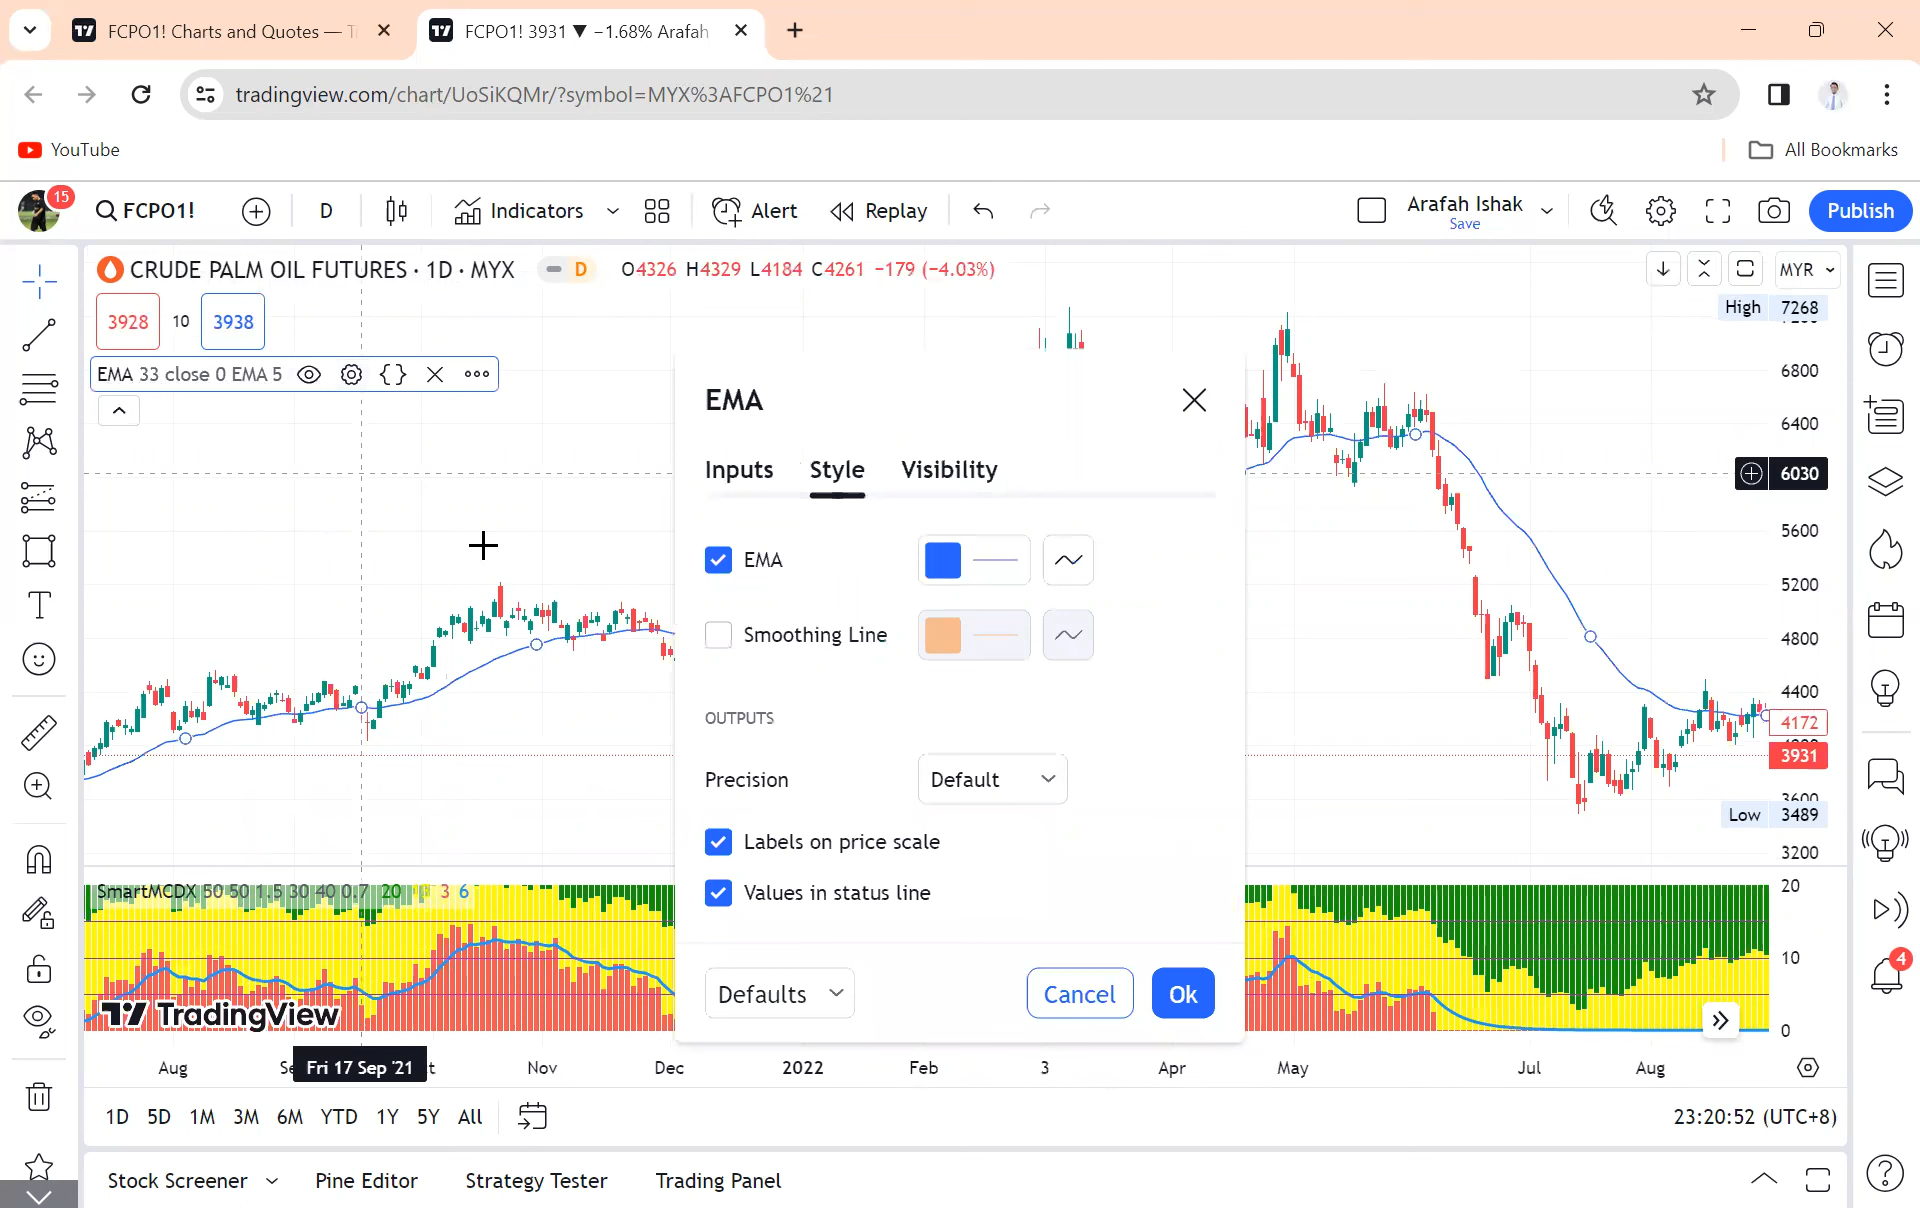 FCPO1! Charts and Quotes —
FCPO1! 3931 ▼ −1.68% Arafah
tradingview.com/chart/UoSiKQMr/?symbol=MYX%3AFCPO1%21
YouTube
All Bookmarks
15
FCPO1!
D
Indicators
Alert
Replay
Arafah Ishak
Save
Publish
CRUDE PALM OIL FUTURES · 1D · MYX
D
O4326 H4329 L4184 C4261 −179 (−4.03%)
MYR
3928
10
3938
High 7268
EMA 33 close 0 EMA 5
6800
6400
6030
5600
5200
4800
4400
4172
3931
3600
Low 3489
3200
EMA
Inputs
Style
Visibility
EMA
Smoothing Line
OUTPUTS
Precision
Default
Labels on price scale
Values in status line
Defaults
Cancel
Ok
SmartMCDX 50 50 1.5 30 40 0.7 20
3 6
20
10
0
TradingView
4
Aug
Fri 17 Sep '21
Nov
Dec
2022
Feb
3
Apr
May
Jul
Aug
1D 5D 1M 3M 6M YTD 1Y 5Y All
23:20:52 (UTC+8)
Stock Screener
Pine Editor
Strategy Tester
Trading Panel